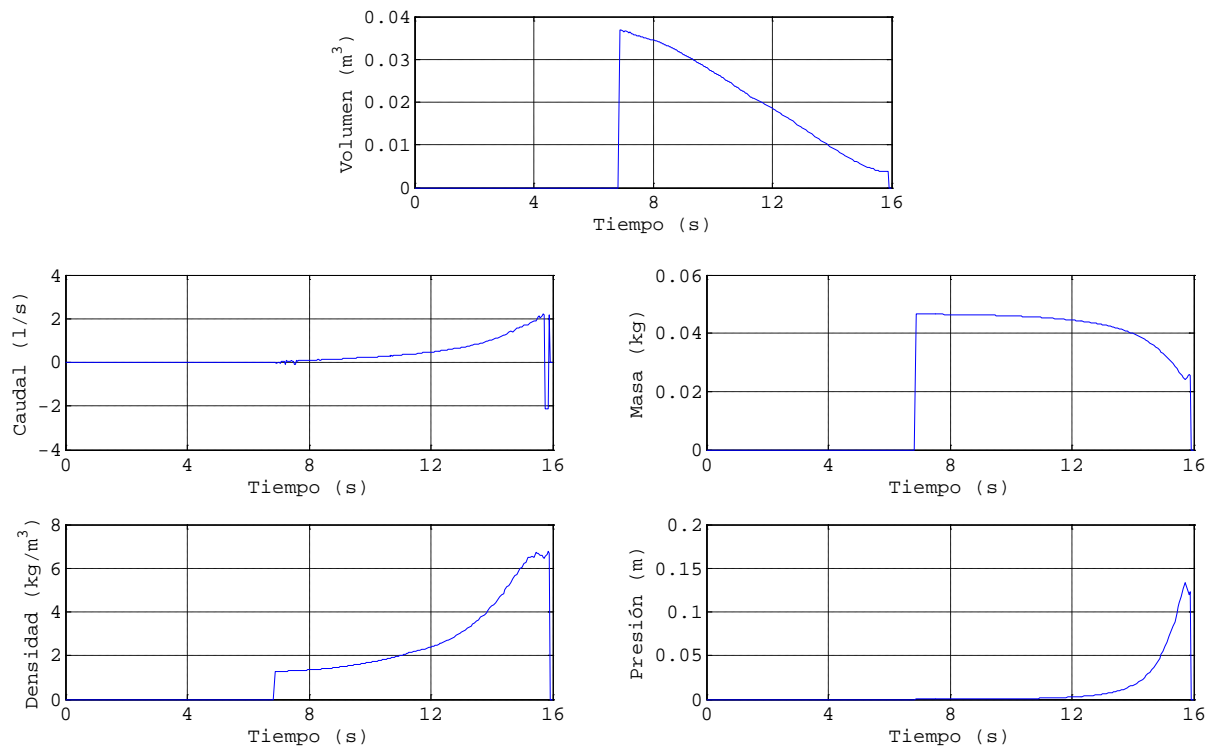 0.04
0.03
0.02
0.01
0
Volumen (m³)
0 4 8 12 16
Tiempo (s)
4
2
0
-2
-4
Caudal (l/s)
0 4 8 12 16
Tiempo (s)
0.06
0.04
0.02
0
Masa (kg)
0 4 8 12 16
Tiempo (s)
8
6
4
2
0
Densidad (kg/m³)
0 4 8 12 16
Tiempo (s)
0.2
0.15
0.1
0.05
0
Presión (m)
0 4 8 12 16
Tiempo (s)